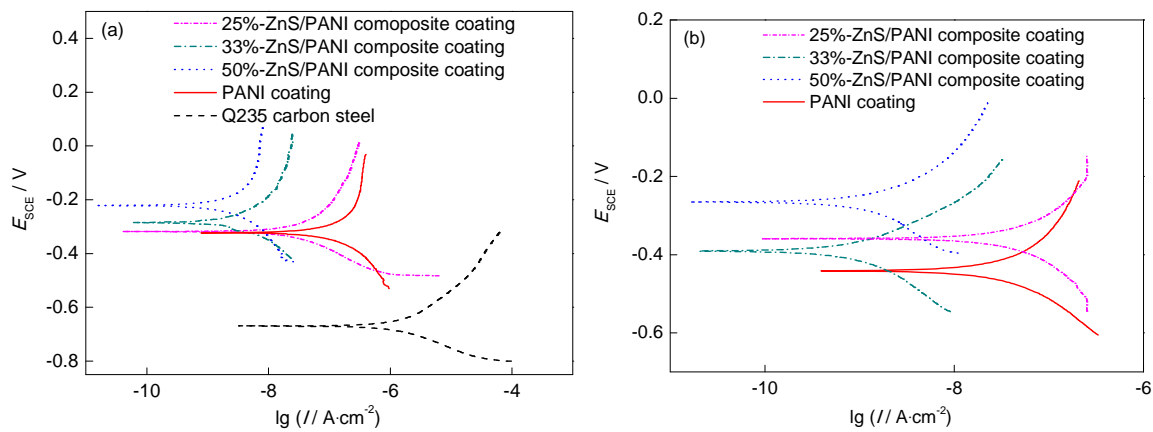 (a)
25%-ZnS/PANI comoposite coating
33%-ZnS/PANI composite coating
50%-ZnS/PANI composite coating
PANI coating
Q235 carbon steel
0.4
0.2
0.0
-0.2
-0.4
-0.6
-0.8
E_SCE / V
-10
-8
-6
-4
lg (I/ A·cm⁻²)
(b)
25%-ZnS/PANI composite coating
33%-ZnS/PANI composite coating
50%-ZnS/PANI composite coating
PANI coating
0.2
0.0
-0.2
-0.4
-0.6
E_SCE / V
-10
-8
-6
lg (I/ A·cm⁻²)